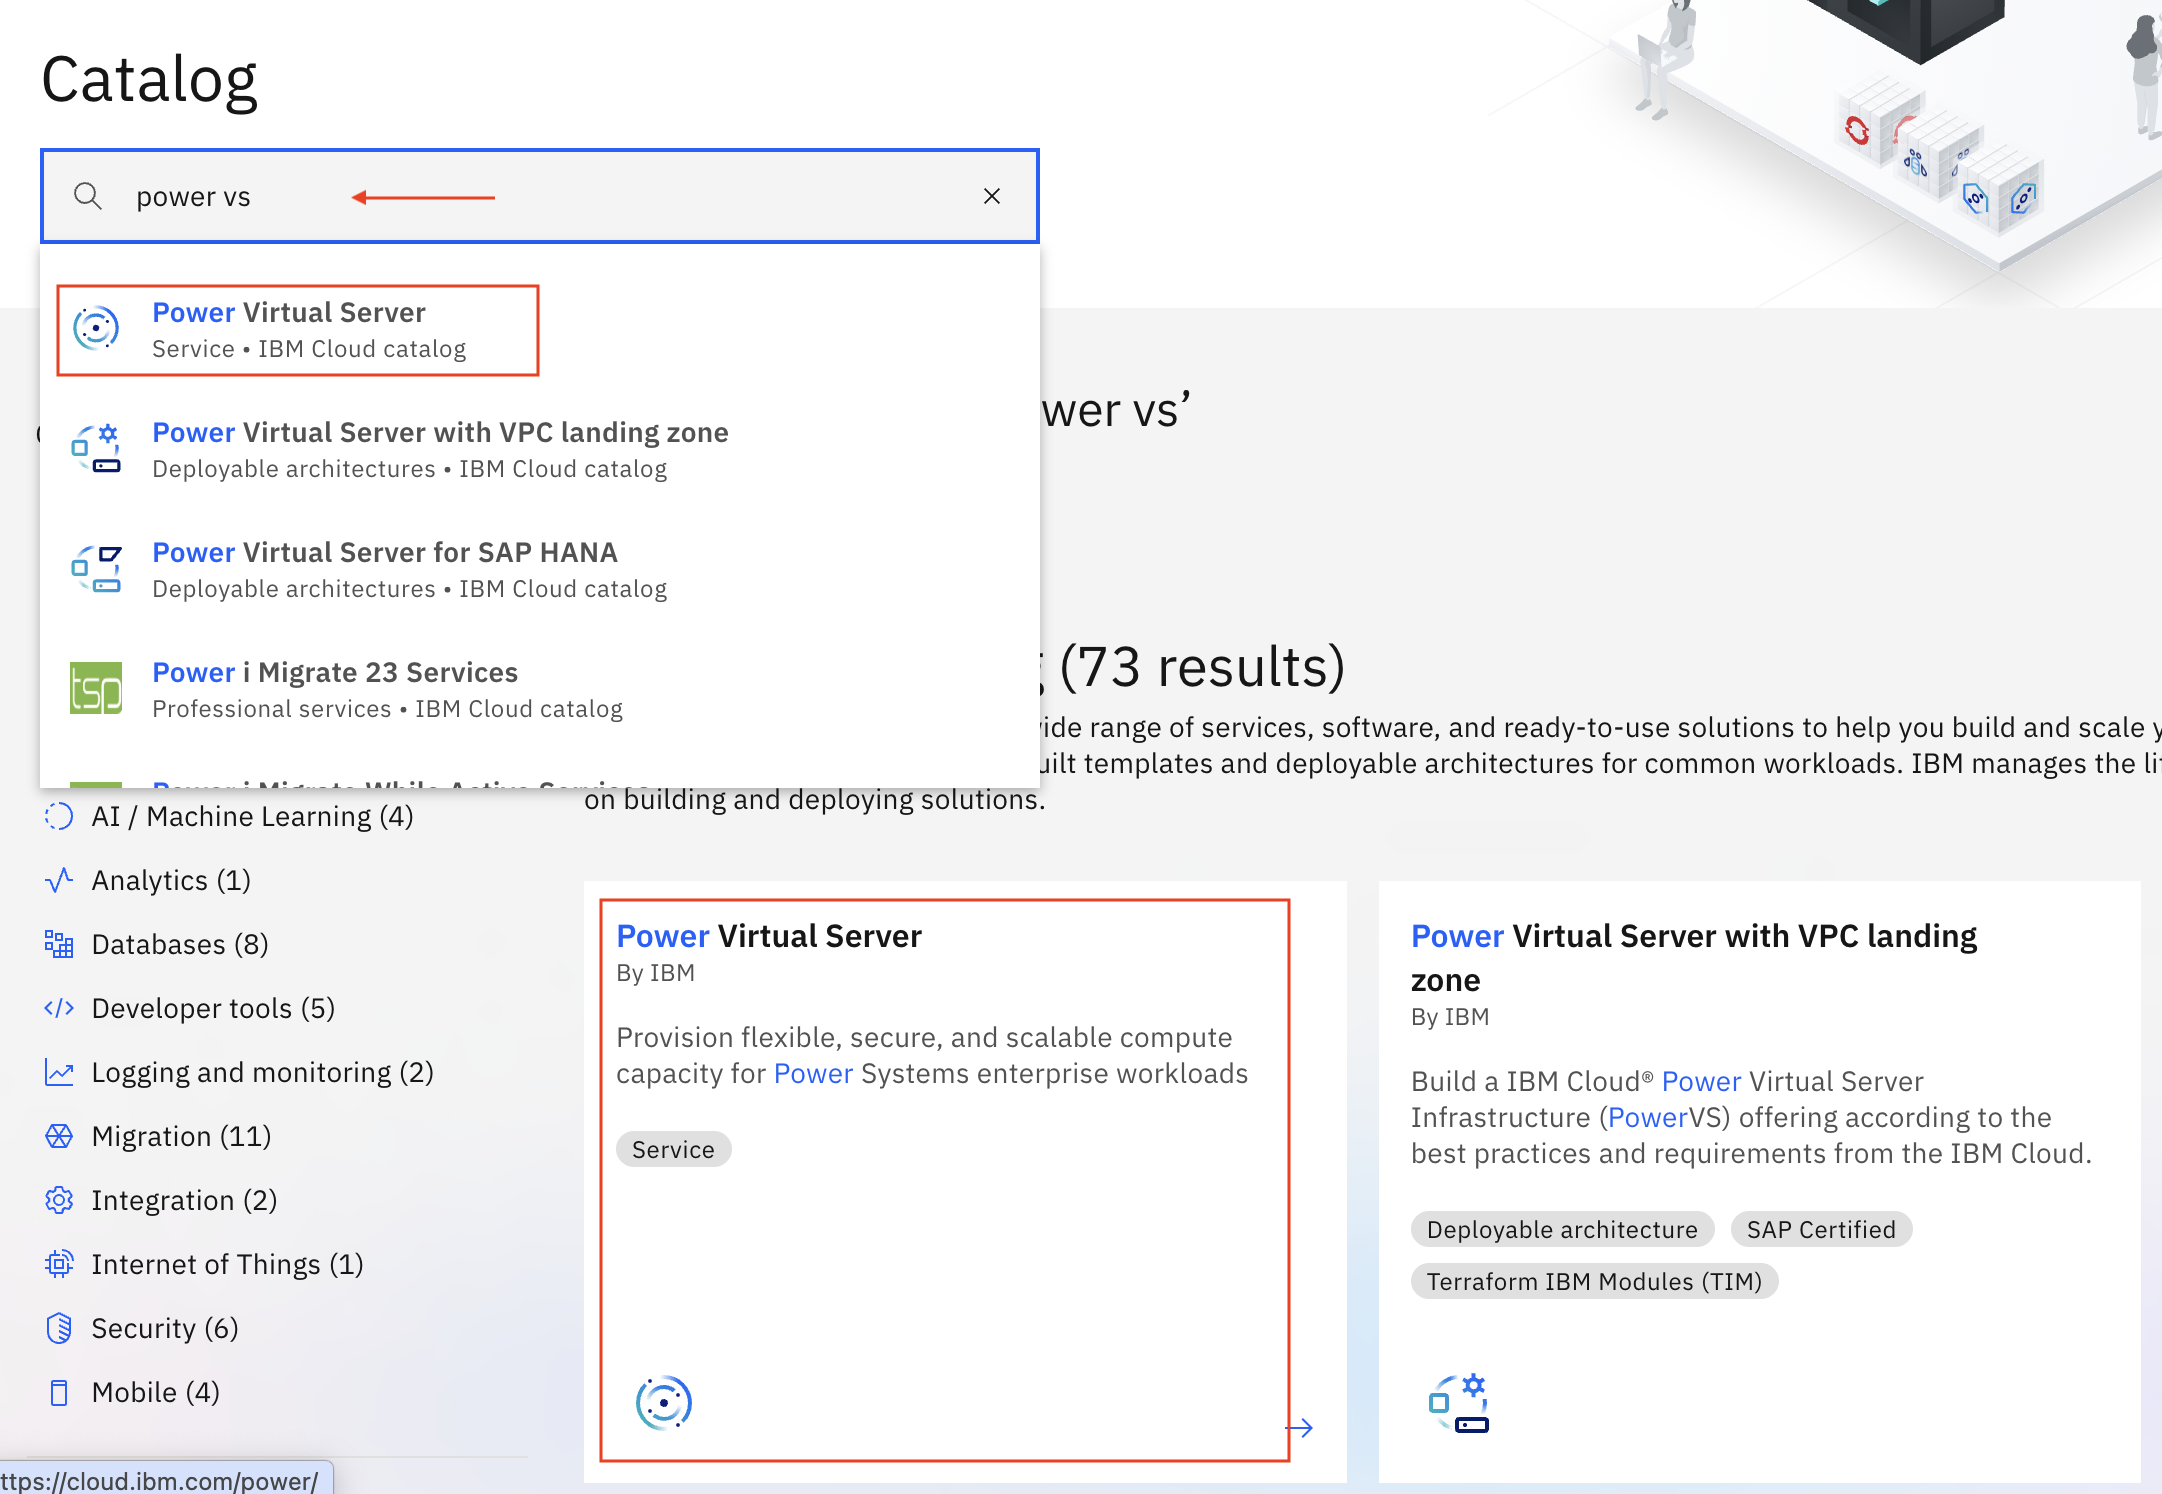 Catalog
power vs
Power Virtual Server
Service • IBM Cloud catalog
Power Virtual Server with VPC landing zone
Deployable architectures • IBM Cloud catalog
Power Virtual Server for SAP HANA
Deployable architectures • IBM Cloud catalog
tsp
Power i Migrate 23 Services
Professional services • IBM Cloud catalog
Power i Migrate While Active Services
wer vs’
(73 results)
ide range of services, software, and ready-to-use solutions to help you build and scale y
uilt templates and deployable architectures for common workloads. IBM manages the li
on building and deploying solutions.
AI / Machine Learning (4)
Analytics (1)
Databases (8)
Developer tools (5)
Logging and monitoring (2)
Migration (11)
Integration (2)
Internet of Things (1)
Security (6)
Mobile (4)
Power Virtual Server
By IBM
Provision flexible, secure, and scalable compute
capacity for Power Systems enterprise workloads
Service
Power Virtual Server with VPC landing
zone
By IBM
Build a IBM Cloud® Power Virtual Server
Infrastructure (PowerVS) offering according to the
best practices and requirements from the IBM Cloud.
Deployable architecture
SAP Certified
Terraform IBM Modules (TIM)
ttps://cloud.ibm.com/power/